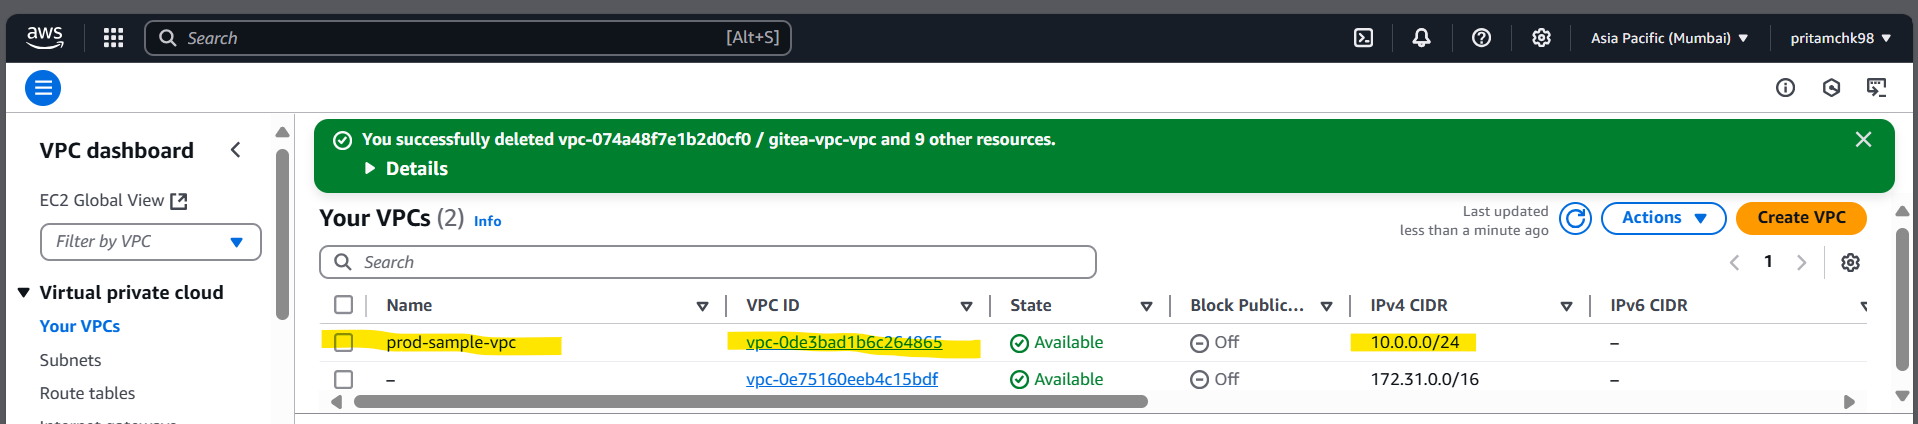 aws
Search [Alt+S]
Asia Pacific (Mumbai) ▼
pritamchk98 ▼
VPC dashboard
EC2 Global View
Filter by VPC
Virtual private cloud
Your VPCs
Subnets
Route tables
Internet gateways
You successfully deleted vpc-074a48f7e1b2d0cf0 / gitea-vpc-vpc and 9 other resources.
Details
Your VPCs (2) Info
Last updated
less than a minute ago
Actions
Create VPC
Search
1
Name VPC ID State Block Public... IPv4 CIDR IPv6 CIDR
prod-sample-vpc vpc-0de3bad1b6c264865 Available Off 10.0.0.0/24 –
– vpc-0e75160eeb4c15bdf Available Off 172.31.0.0/16 –